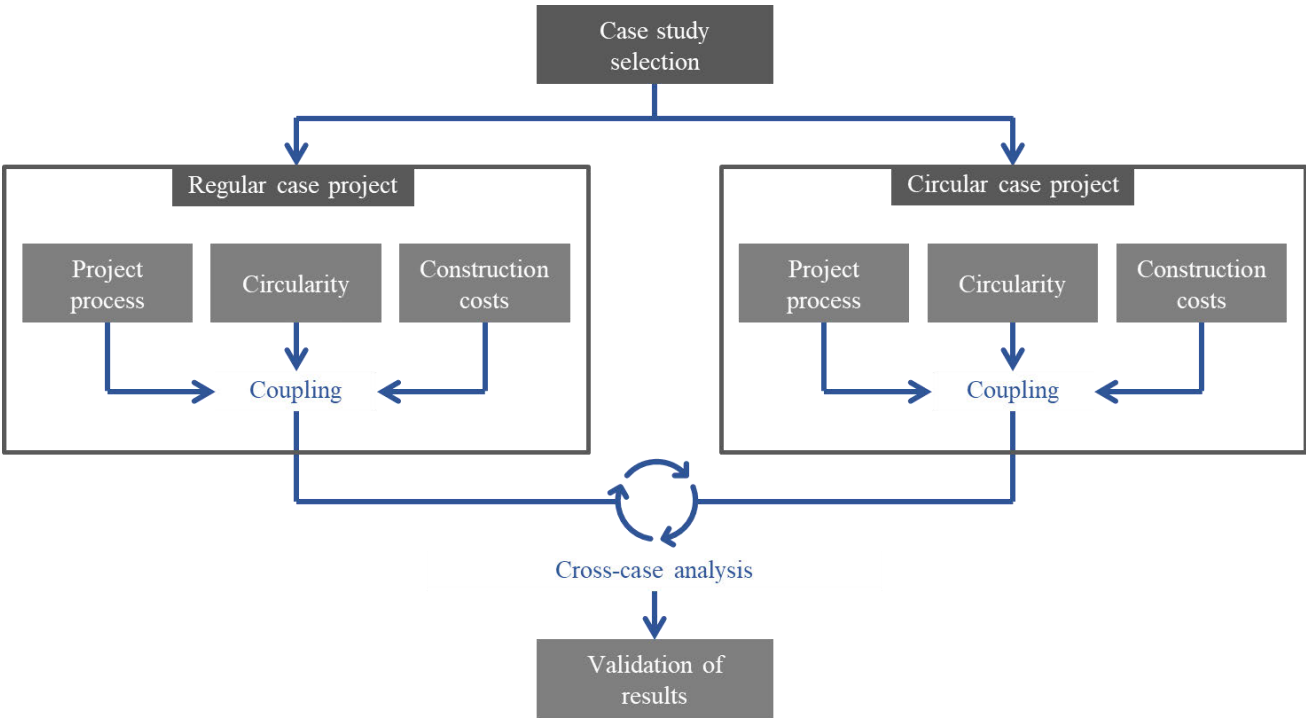 Case study
selection
Regular case project
Project
process
Circularity
Construction
costs
Coupling
Circular case project
Project
process
Circularity
Construction
costs
Coupling
Cross-case analysis
Validation of
results